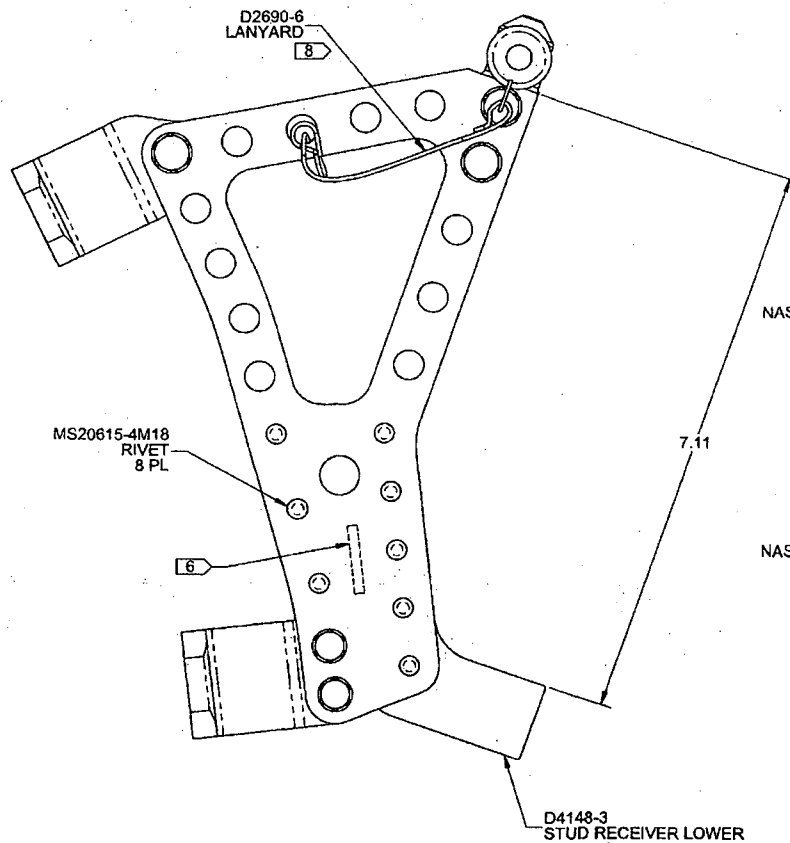 D2690-6
LANYARD
8
NAS
7.11
MS20615-4M18
RIVET
8 PL
NAS
6
D4148-3
STUD RECEIVER LOWER